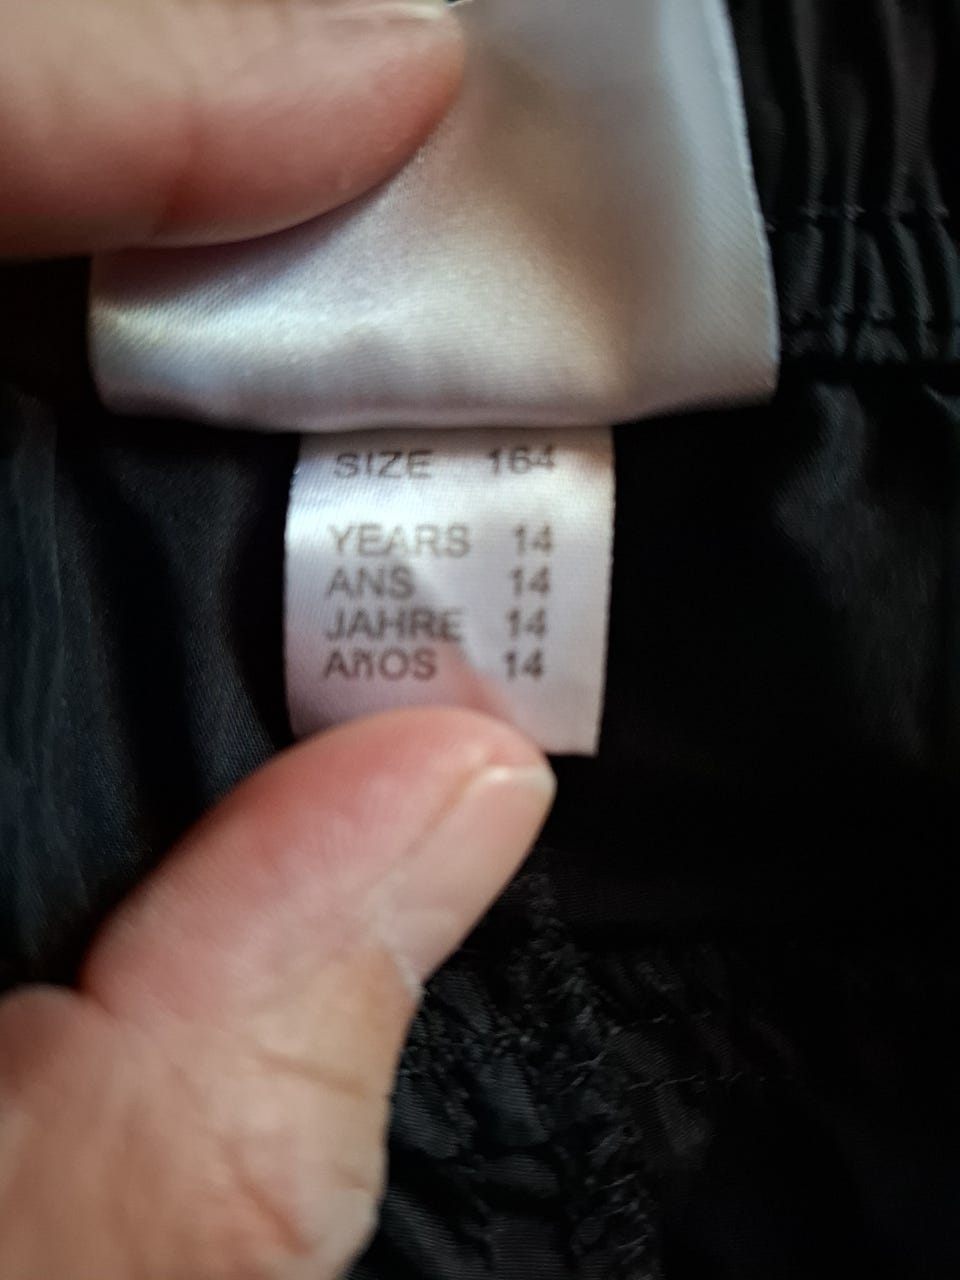 SIZE 164
YEARS 14
ANS 14
JAHRE 14
AñOS 14